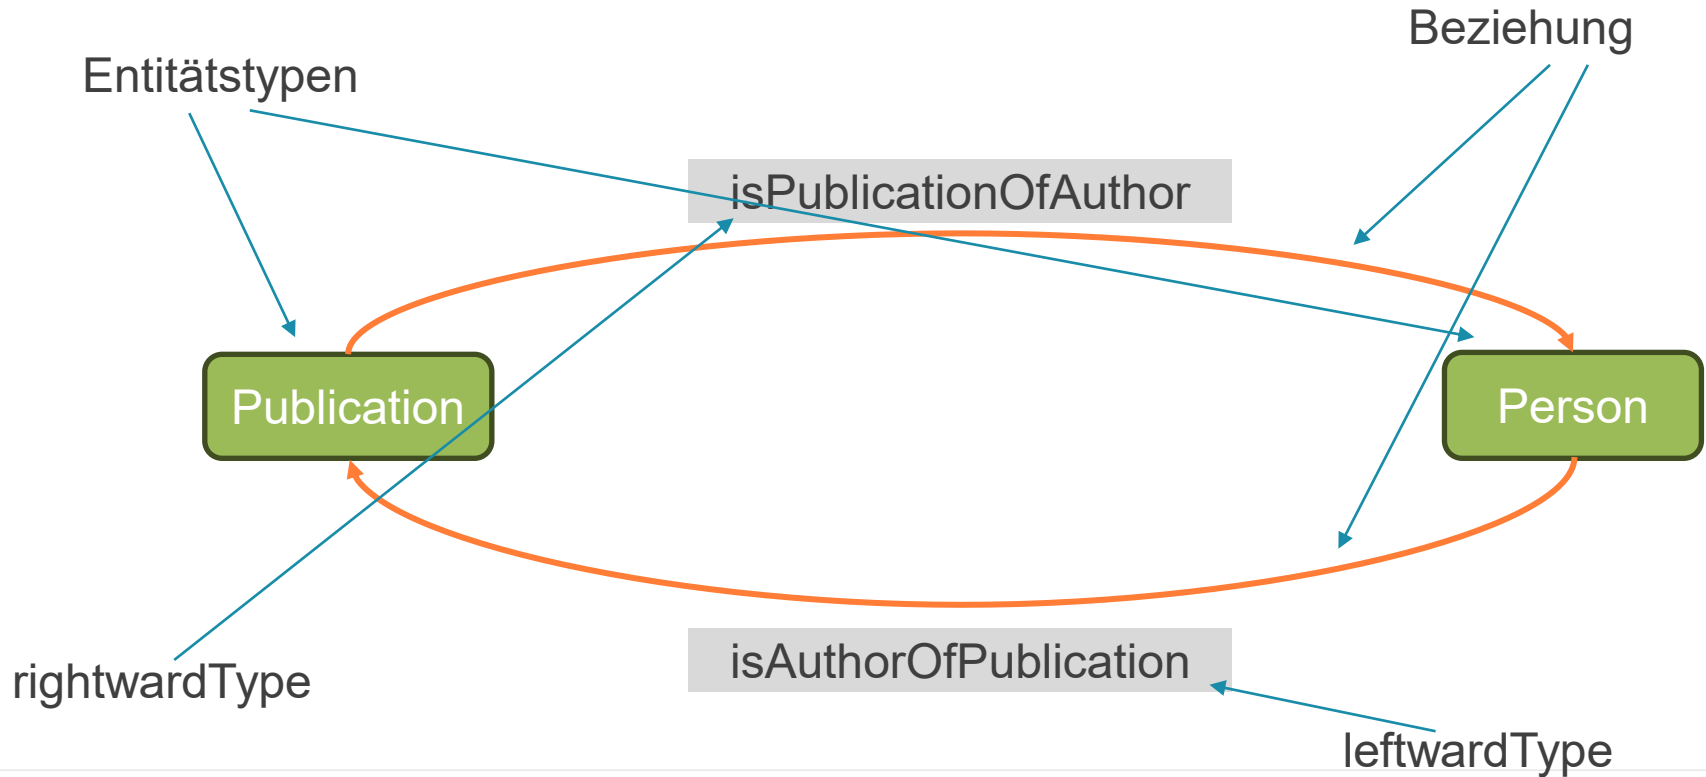 Beziehung
Entitätstypen
isPublicationOfAuthor
Publication
Person
isAuthorOfPublication
rightwardType
leftwardType